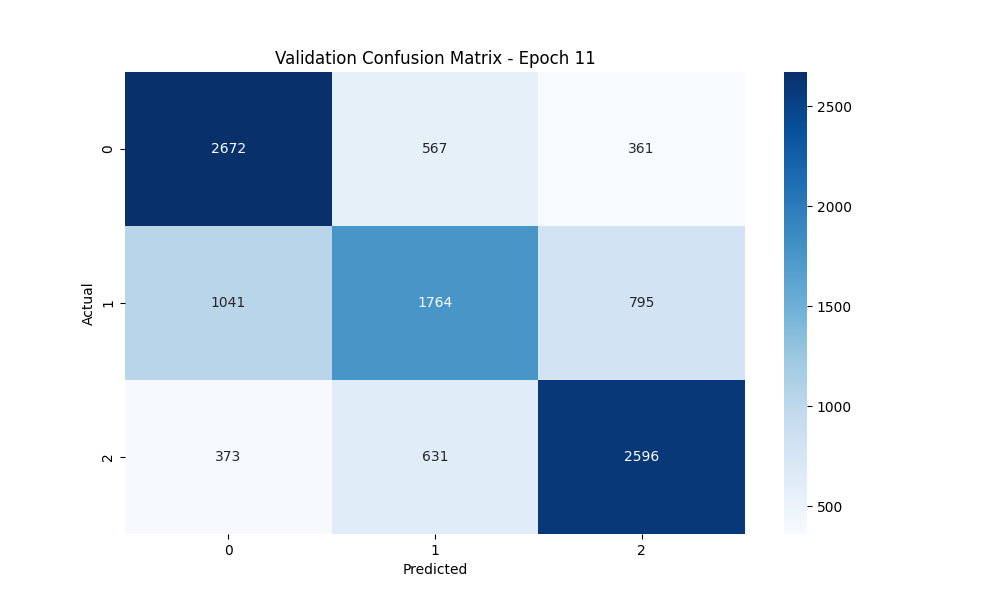 Validation Confusion Matrix - Epoch 11
0 2672 567 361
1 1041 1764 795
2 373 631 2596
0 1 2
Predicted
Actual
2500
2000
1500
1000
500